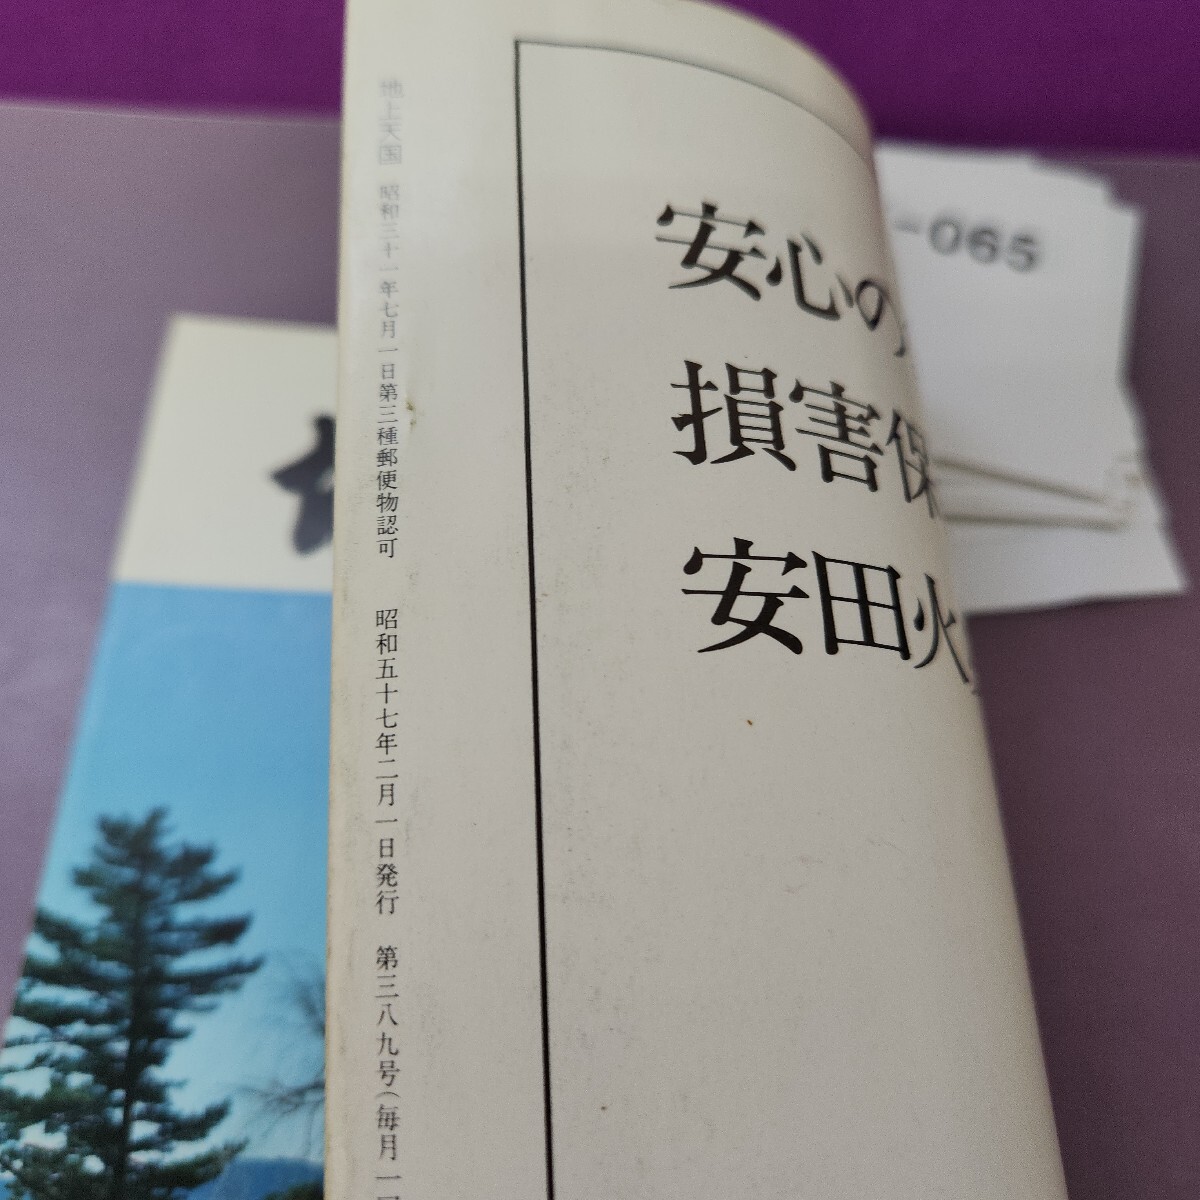 地上天国 昭和三十一年七月一日第三種郵便物認可 昭和五十七年二月一日発行 第三八九号(毎月一
安心の
損害保
安田火
-065